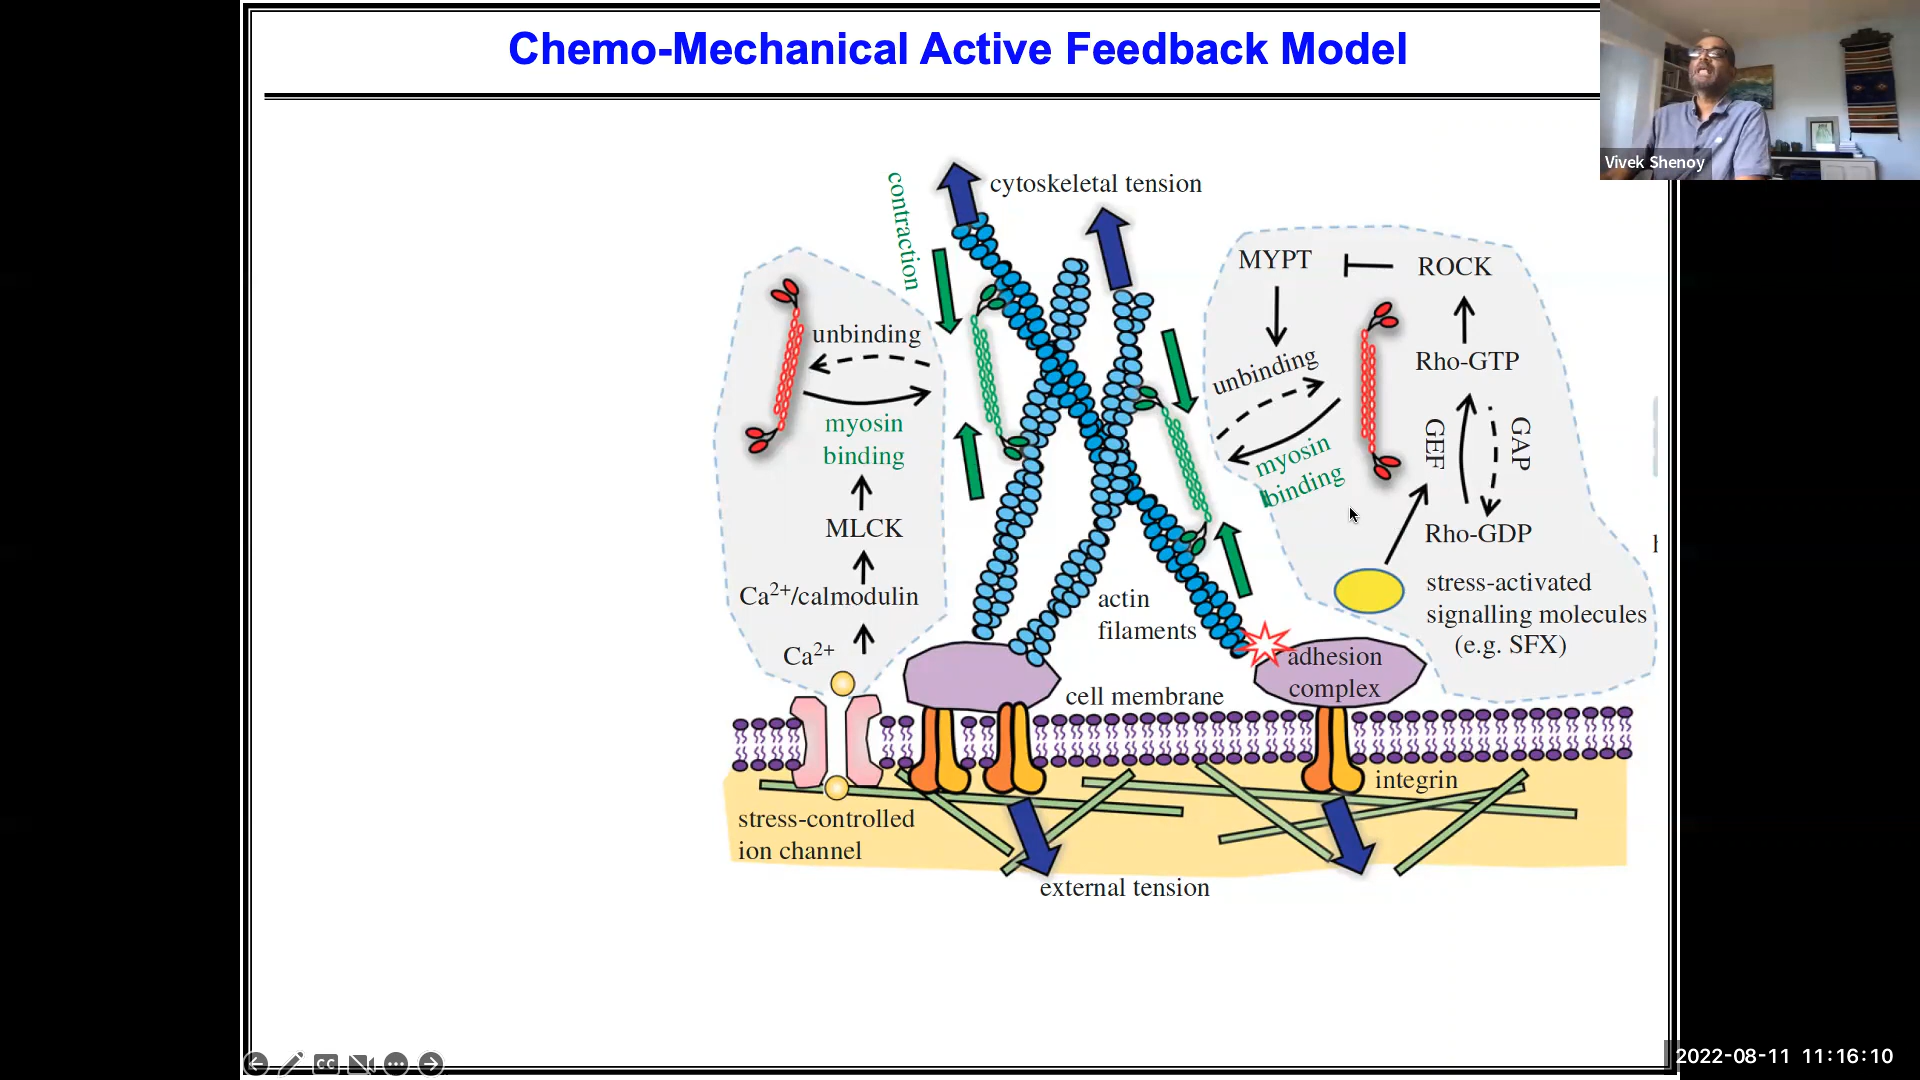 Chemo-Mechanical Active Feedback Model
Vivek Shenoy
contraction
cytoskeletal tension
unbinding
myosin
binding
MLCK
Ca²⁺/calmodulin
Ca²⁺
MYPT
ROCK
unbinding
myosin
binding
Rho-GTP
GEF
GAP
Rho-GDP
stress-activated
signalling molecules
(e.g. SFX)
actin
filaments
adhesion
complex
cell membrane
integrin
stress-controlled
ion channel
external tension
CC
2022-08-11 11:16:10